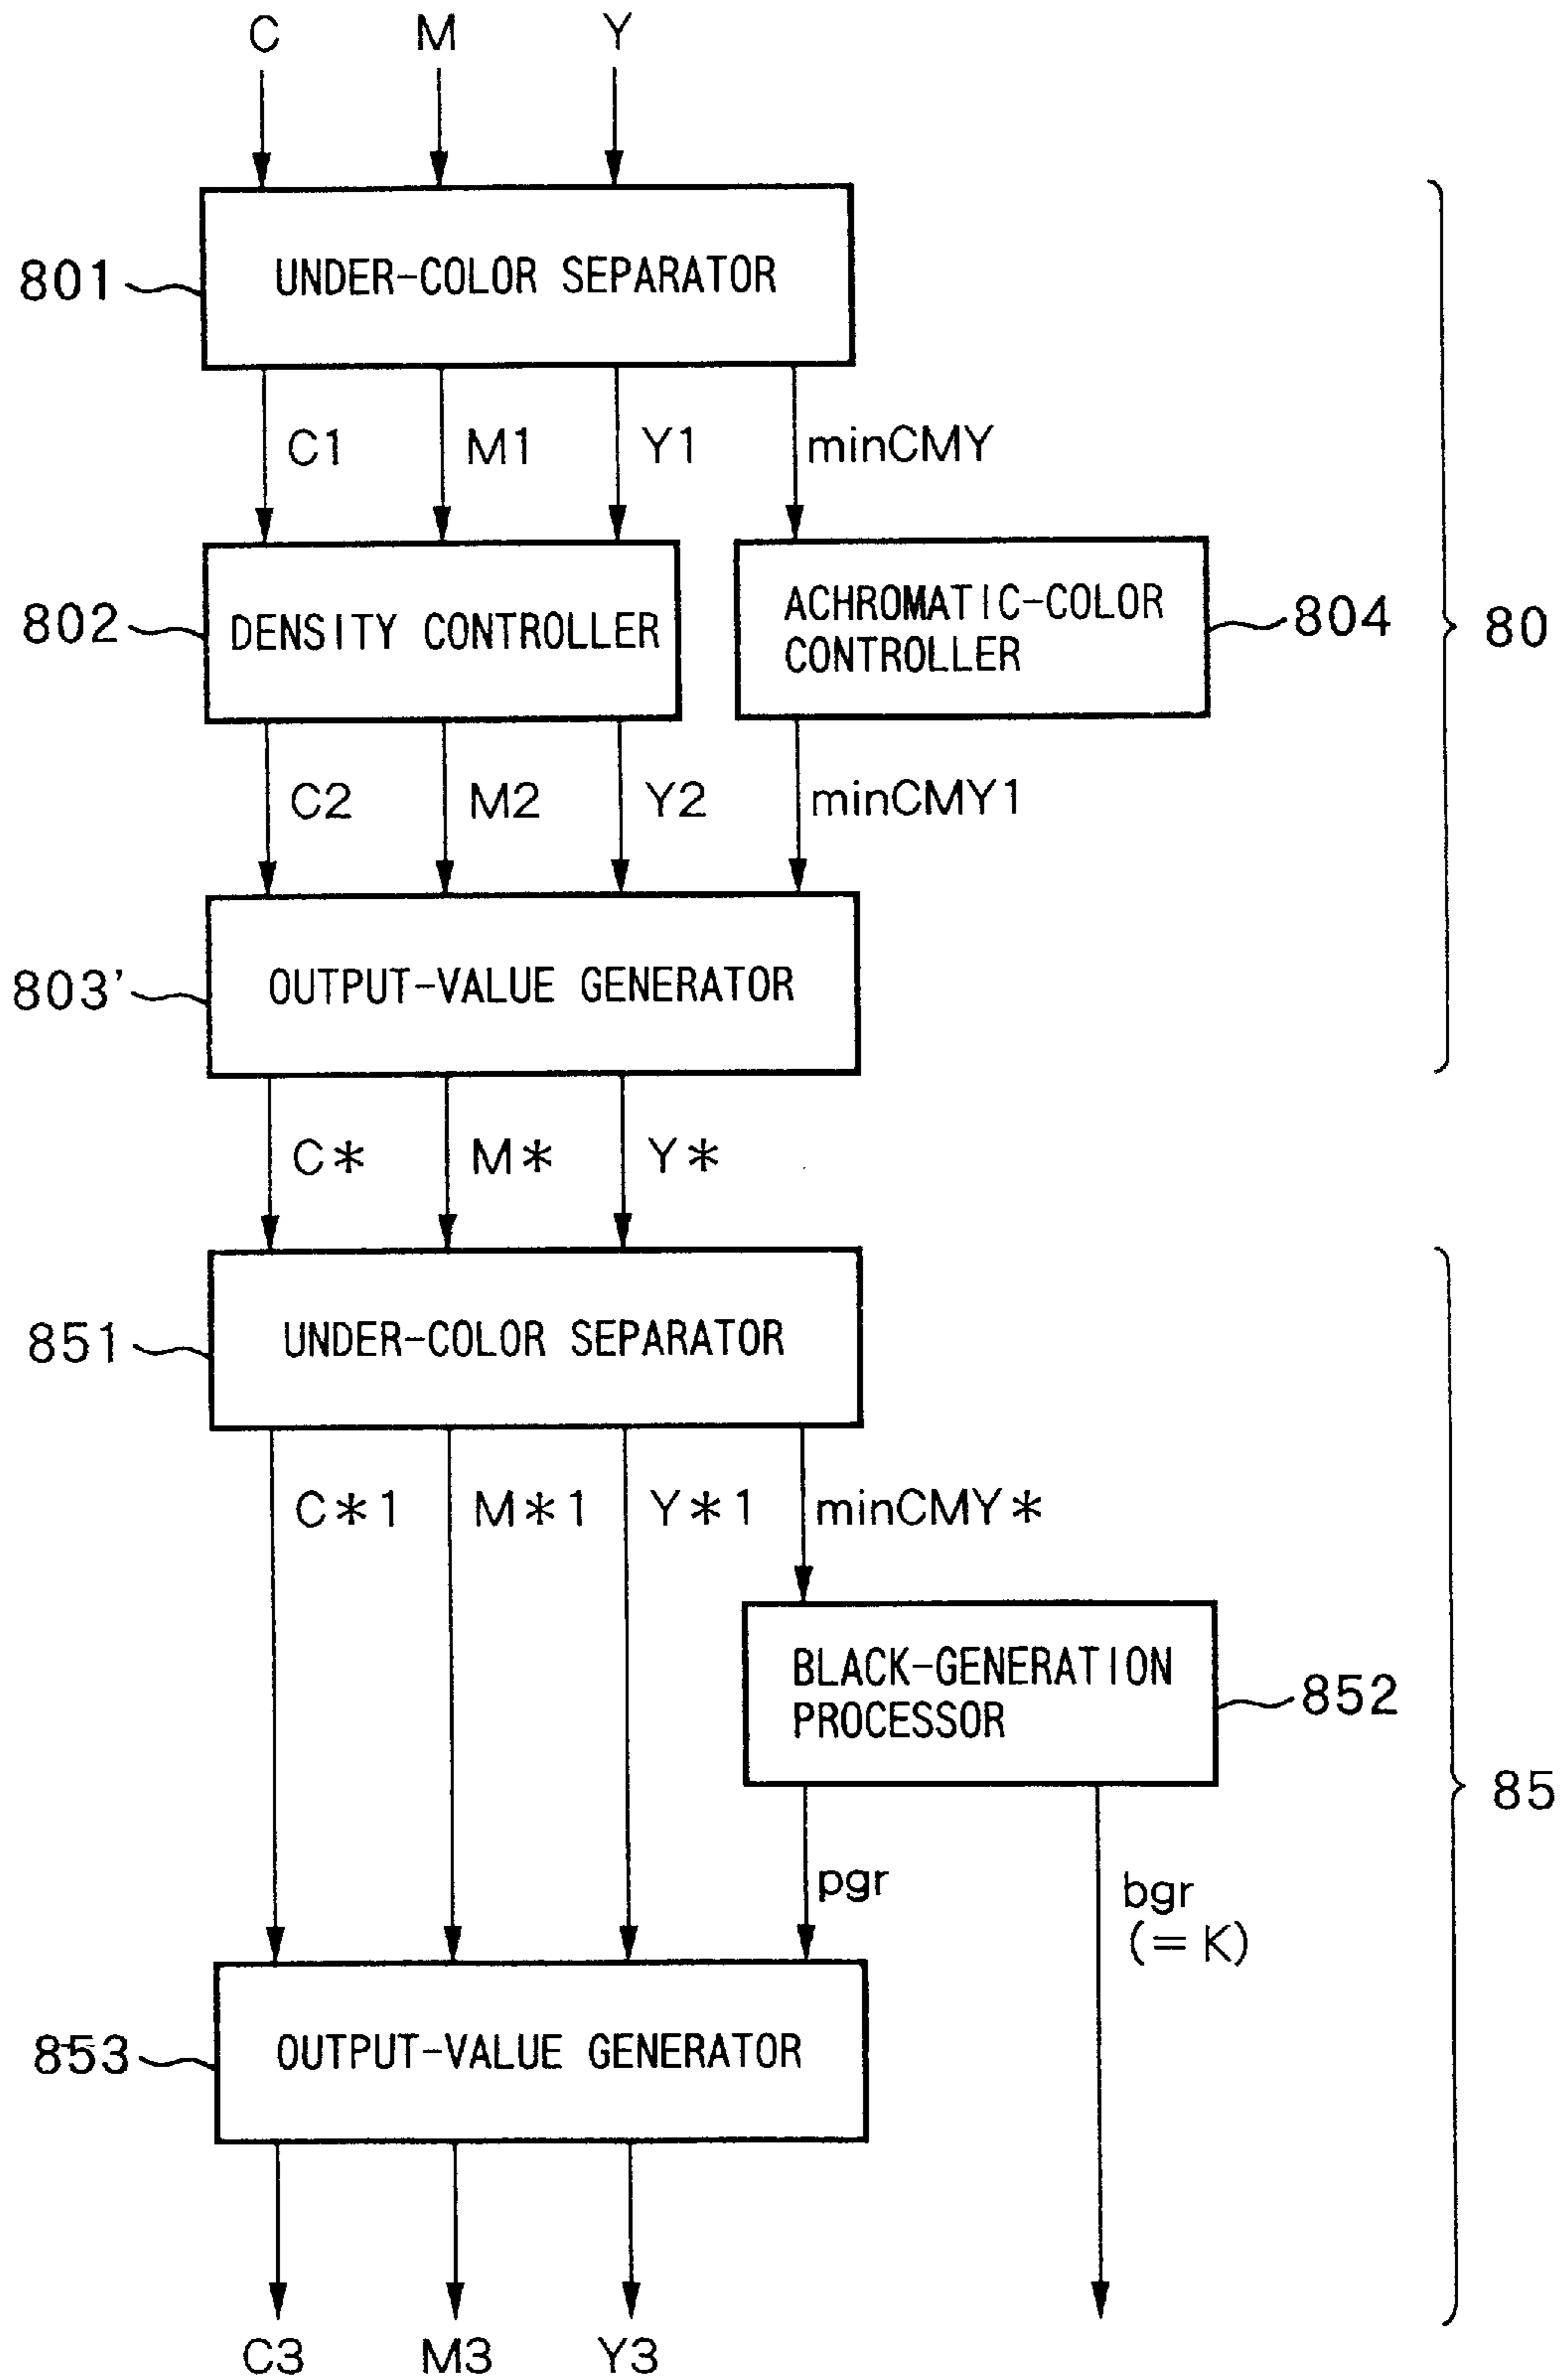 C M Y
801 UNDER-COLOR SEPARATOR
C1 M1 Y1 minCMY
802 DENSITY CONTROLLER
ACHROMATIC-COLOR
CONTROLLER
804
80
C2 M2 Y2 minCMY1
803' OUTPUT-VALUE GENERATOR
C* M* Y*
851 UNDER-COLOR SEPARATOR
C*1 M*1 Y*1 minCMY*
BLACK-GENERATION
PROCESSOR
852
85
pgr
bgr
(=K)
853 OUTPUT-VALUE GENERATOR
C3 M3 Y3